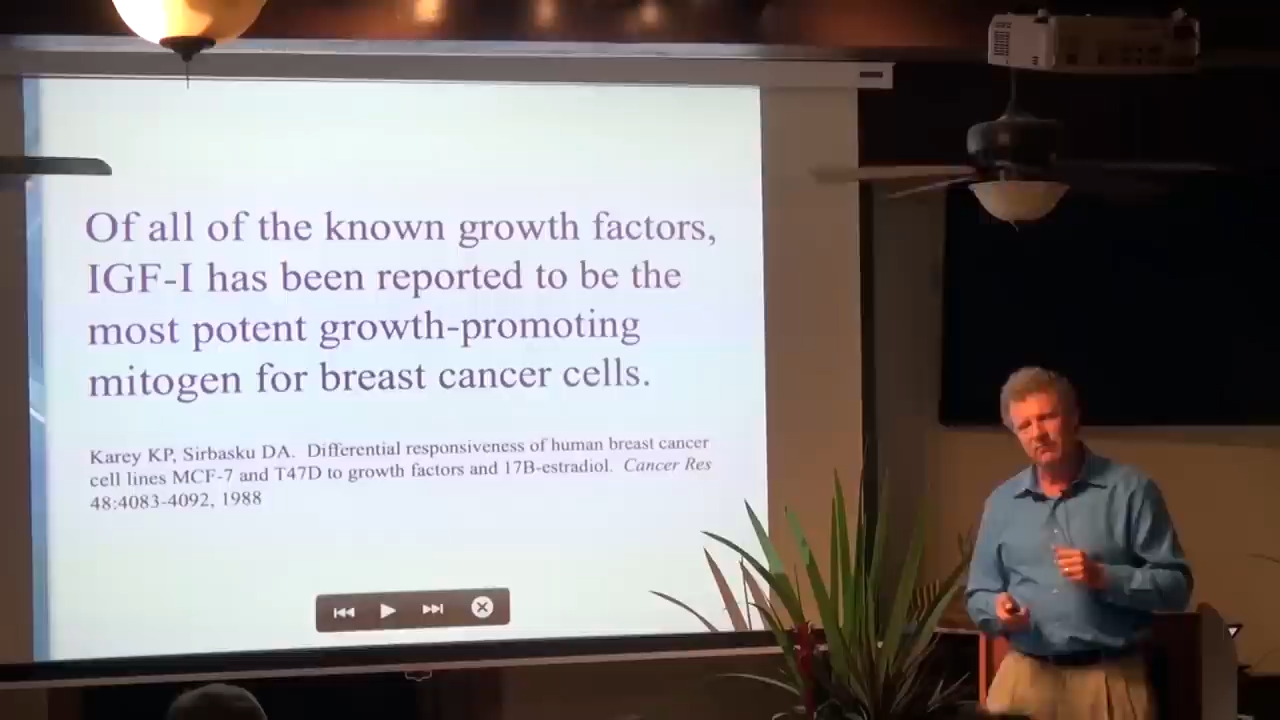 Of all of the known growth factors,
IGF-I has been reported to be the
most potent growth-promoting
mitogen for breast cancer cells.
Karey KP, Sirbasku DA. Differential responsiveness of human breast cancer
cell lines MCF-7 and T47D to growth factors and 17B-estradiol. Cancer Res
48:4083-4092, 1988